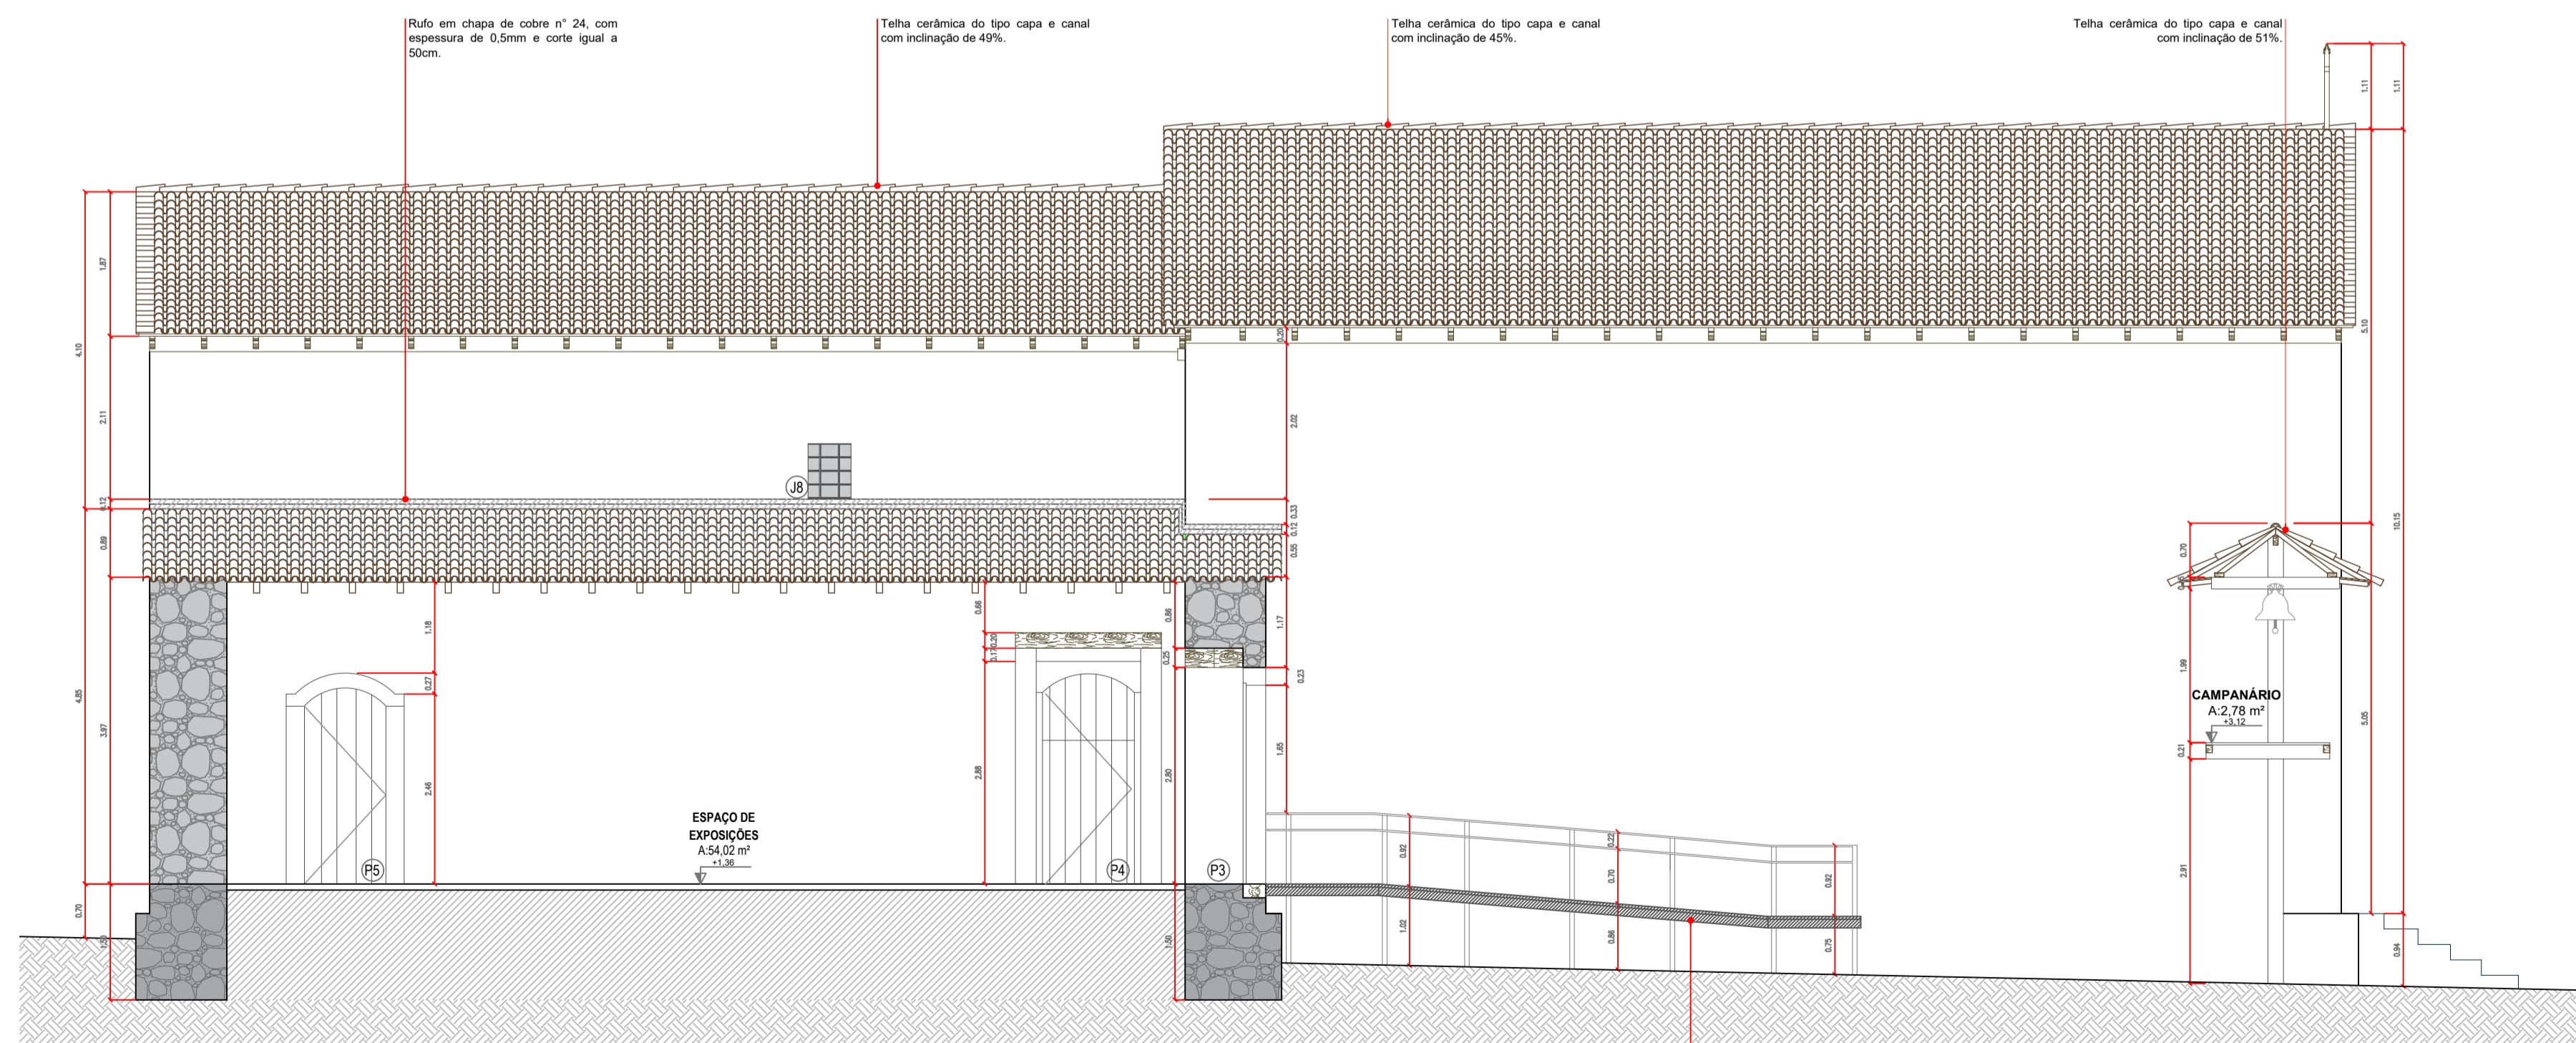 Rufo em chapa de cobre n° 24, com
espessura de 0,5mm e corte igual a
50cm.
Telha cerâmica do tipo capa e canal
com inclinação de 49%.
Telha cerâmica do tipo capa e canal
com inclinação de 45%.
Telha cerâmica do tipo capa e canal
com inclinação de 51%.
1.11
1.11
1.87
4.10
2.11
0.12
0.89
4.85
3.97
0.70
1.50
J8
0.20
2.02
0.33
0.12
0.55
1.17
0.23
1.65
5.10
10.15
5.05
0.94
1.18
0.27
2.46
0.66
0.20
0.17
2.88
0.86
0.25
2.80
1.50
P5
P4
P3
ESPAÇO DE
EXPOSIÇÕES
A:54,02 m²
+1,36
0.92
1.02
0.22
0.70
0.86
0.92
0.75
0.70
1.99
0.21
2.91
CAMPANÁRIO
A:2,78 m²
+3,12